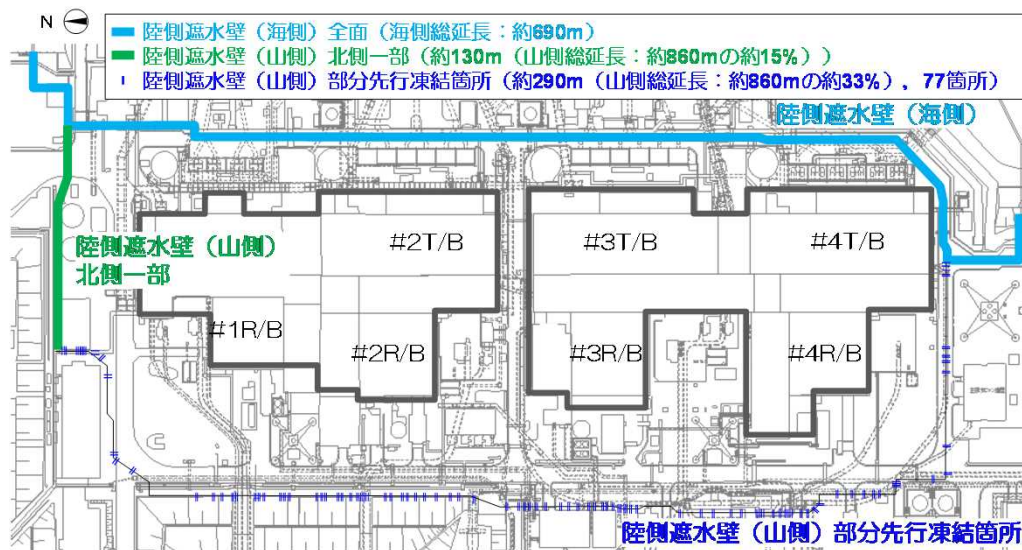 N
陸側遮水壁（海側）全面（海側総延長：約690m）
陸側遮水壁（山側）北側一部（約130m（山側総延長：約860mの約15%））
陸側遮水壁（山側）部分先行凍結箇所（約290m（山側総延長：約860mの約33%），77箇所）
陸側遮水壁（海側）
陸側遮水壁（山側）
北側一部
#2T/B
#3T/B
#4T/B
#1R/B
#2R/B
#3R/B
#4R/B
陸側遮水壁（山側）部分先行凍結箇所